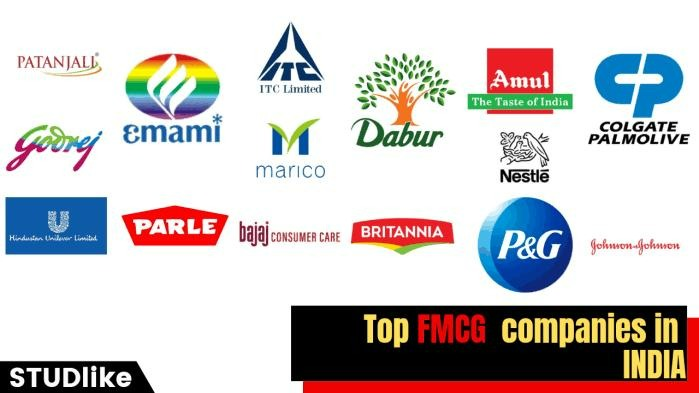 PATANJALI
emami
ITC
ITC Limited
Dabur
Amul
The Taste of India
CP
COLGATE
PALMOLIVE
Godrej
marico
Nestlé
U
Hindustan Unilever Limited
PARLE
bajaj CONSUMER CARE
BRITANNIA
P&G
Johnson&Johnson
Top FMCG companies in
INDIA
STUDlike